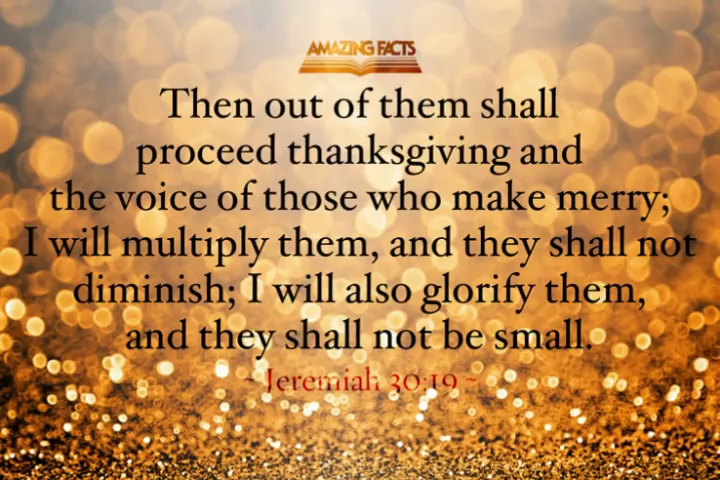 AMAZING FACTS
Then out of them shall
proceed thanksgiving and
the voice of those who make merry;
I will multiply them, and they shall not
diminish; I will also glorify them,
and they shall not be small.
~ Jeremiah 30:19 ~